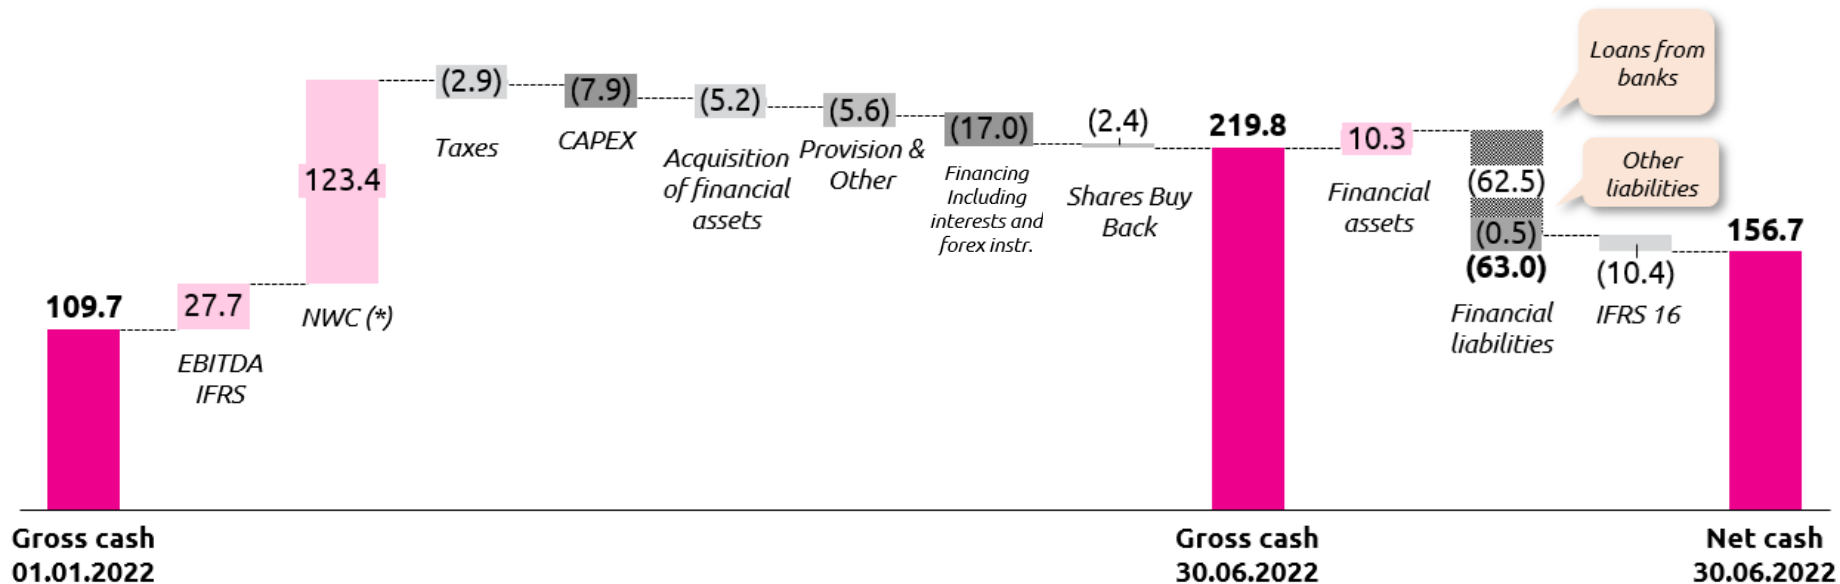 109.7
Gross cash
01.01.2022
27.7
EBITDA
IFRS
123.4
NWC (*)
(2.9)
Taxes
(7.9)
CAPEX
(5.2)
Acquisition
of financial
assets
(5.6)
Provision &
Other
(17.0)
Financing
Including
interests and
forex instr.
(2.4)
Shares Buy
Back
219.8
Gross cash
30.06.2022
10.3
Financial
assets
Loans from
banks
(62.5)
Other
liabilities
(0.5)
(63.0)
Financial
liabilities
(10.4)
IFRS 16
156.7
Net cash
30.06.2022